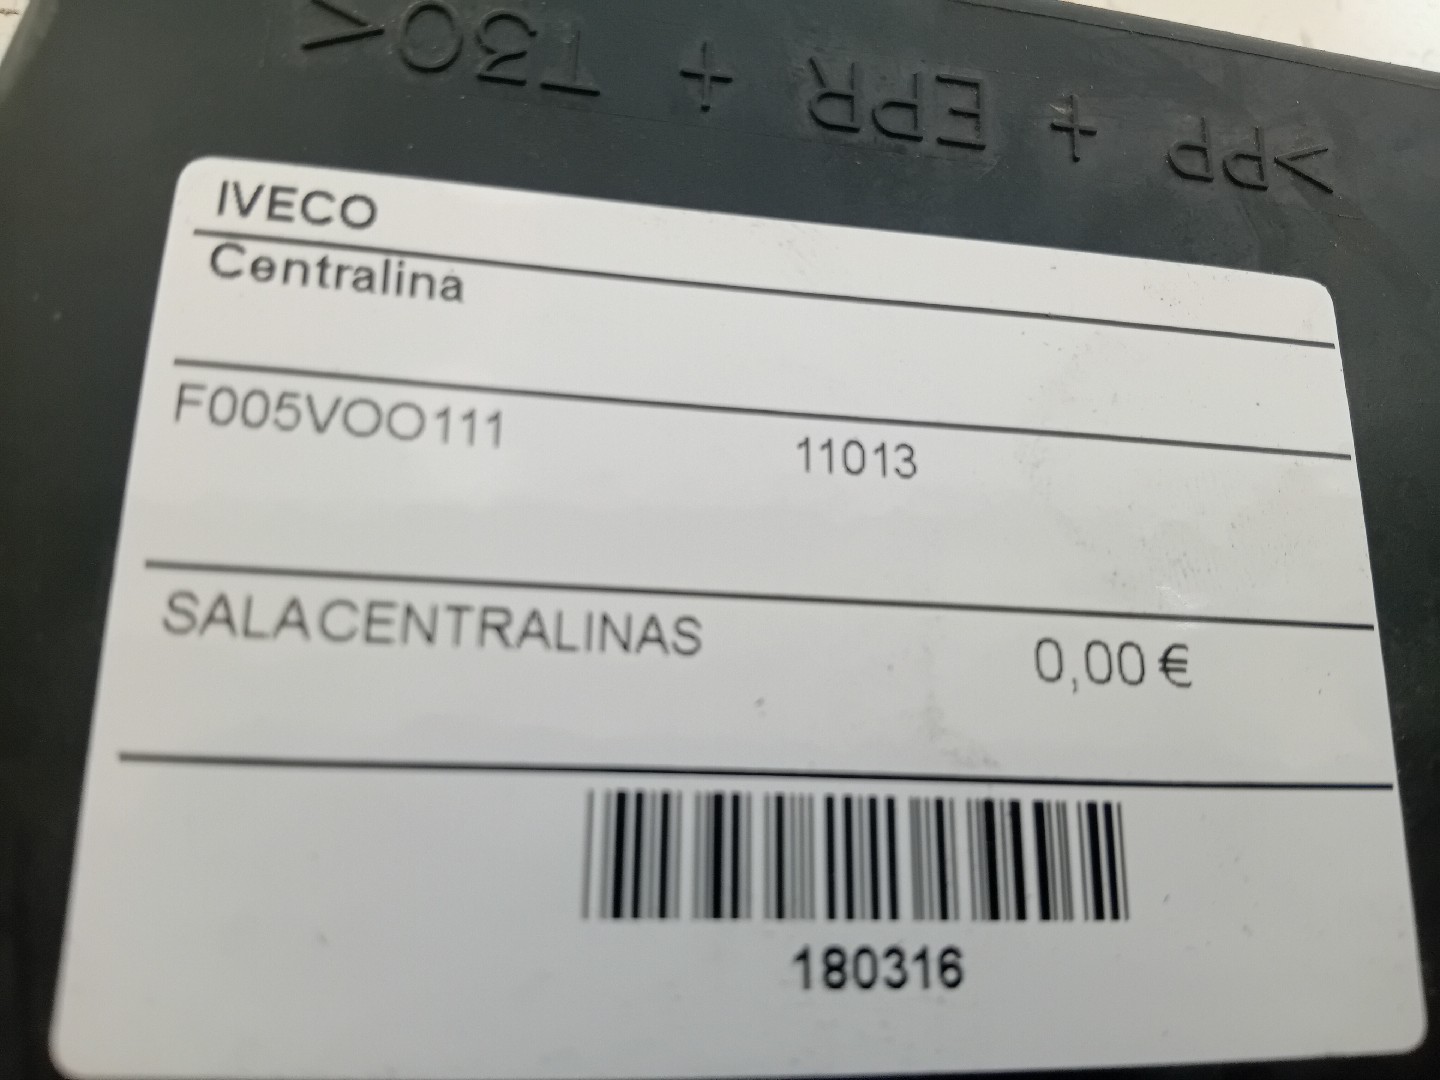 >PP + EPR + T30<
IVECO
Centralina
F005VOO111 11013
SALACENTRALINAS 0,00 €
180316